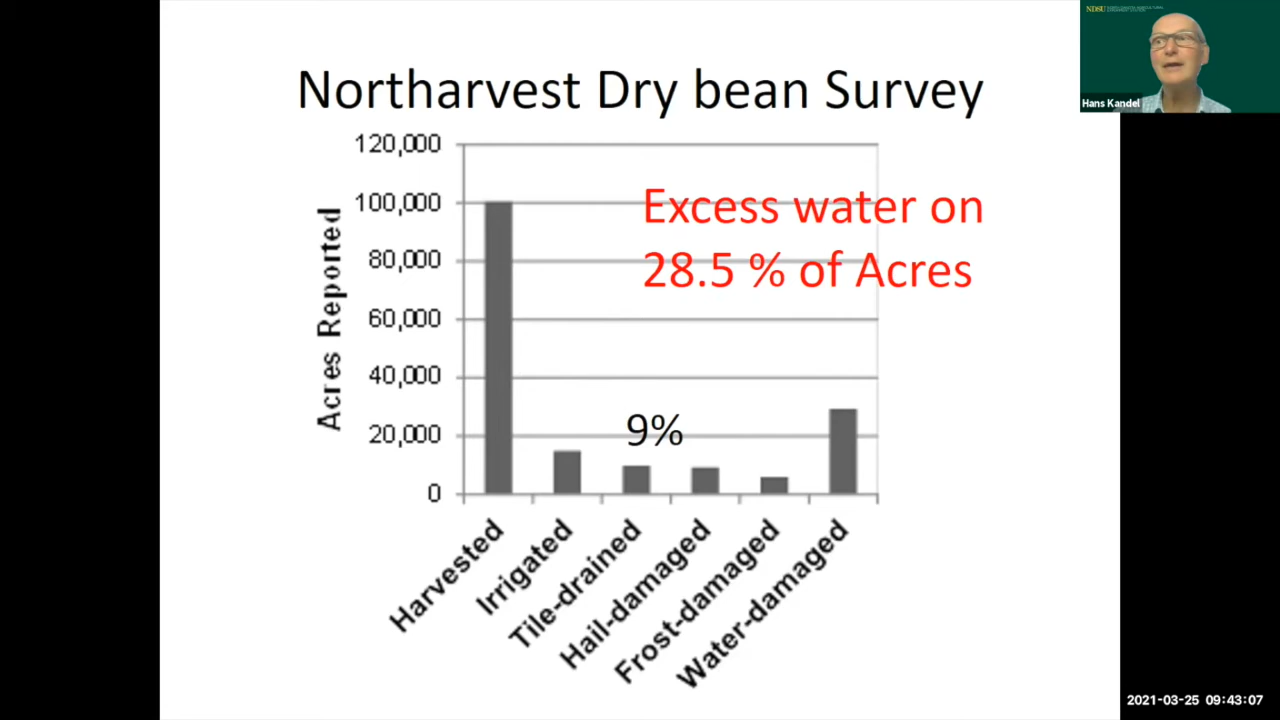 Northarvest Dry bean Survey
120,000
100,000
80,000
60,000
40,000
20,000
0
Acres Reported
Excess water on
28.5 % of Acres
9%
Harvested
Irrigated
Tile-drained
Hail-damaged
Frost-damaged
Water-damaged
NDSU
Hans Kandel
2021-03-25 09:43:07